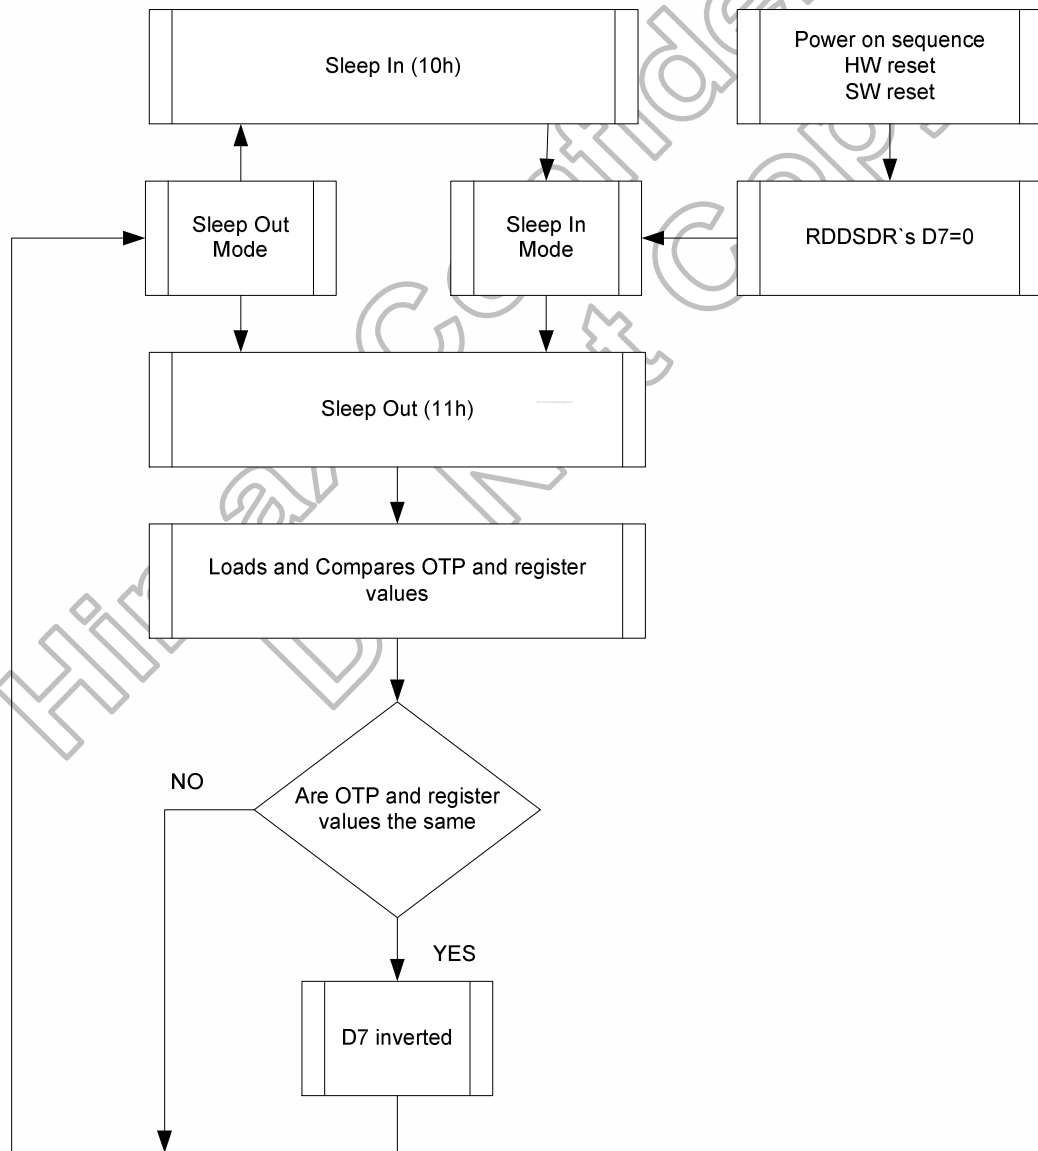 Sleep In (10h)
Power on sequence
HW reset
SW reset
Sleep Out
Mode
Sleep In
Mode
RDDSDR`s D7=0
Sleep Out (11h)
Loads and Compares OTP and register
values
Are OTP and register
values the same
NO
YES
D7 inverted